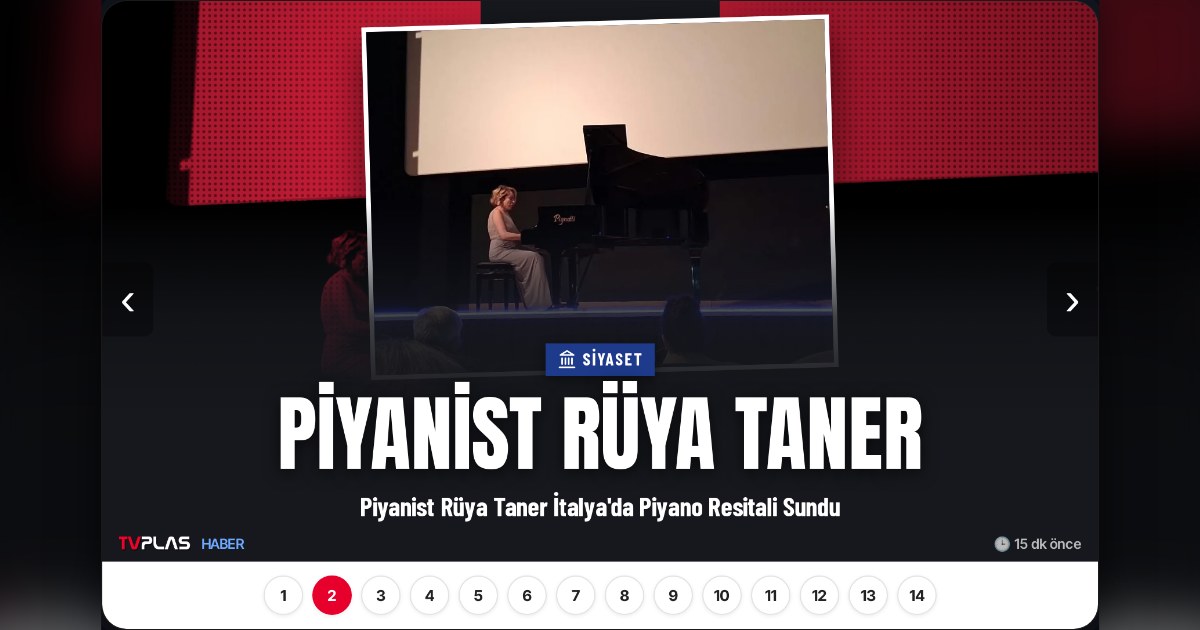 SİYASET
PİYANİST RÜYA TANER
Piyanist Rüya Taner İtalya'da Piyano Resitali Sundu
TVPLAS HABER
15 dk önce
1 2 3 4 5 6 7 8 9 10 11 12 13 14